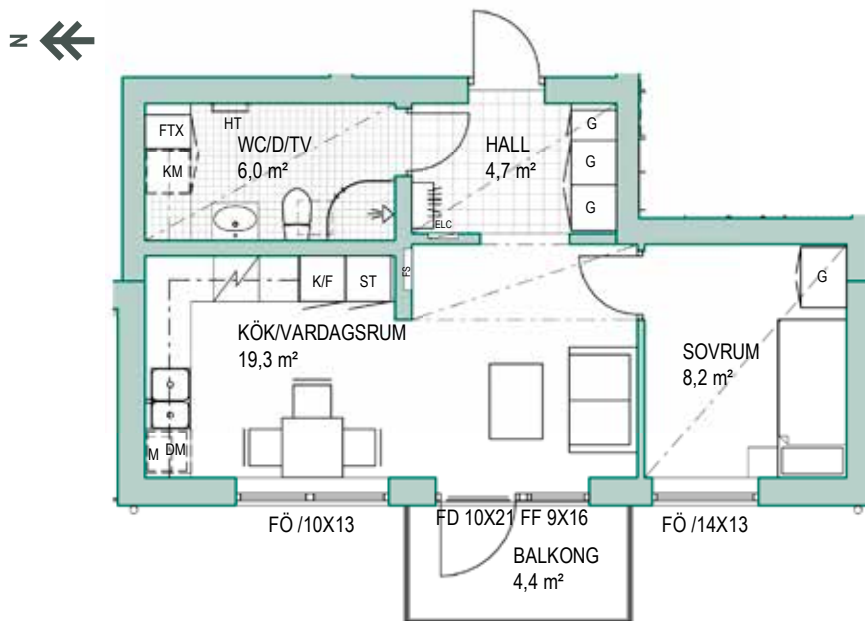 N
FTX
HT
WC/D/TV
6,0 m²
KM
HALL
4,7 m²
G
G
G
ELC
FS
K/F
ST
G
KÖK/VARDAGSRUM
19,3 m²
SOVRUM
8,2 m²
M
DM
FÖ /10X13
FD 10X21
FF 9X16
FÖ /14X13
BALKONG
4,4 m²